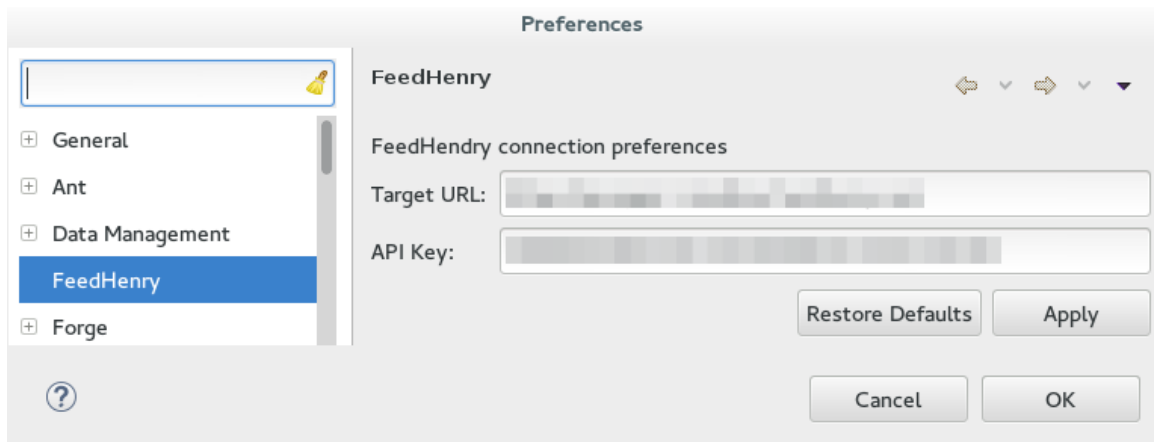 Preferences
General
Ant
Data Management
FeedHenry
Forge
FeedHenry
FeedHendry connection preferences
Target URL:
API Key:
Restore Defaults
Apply
?
Cancel
OK